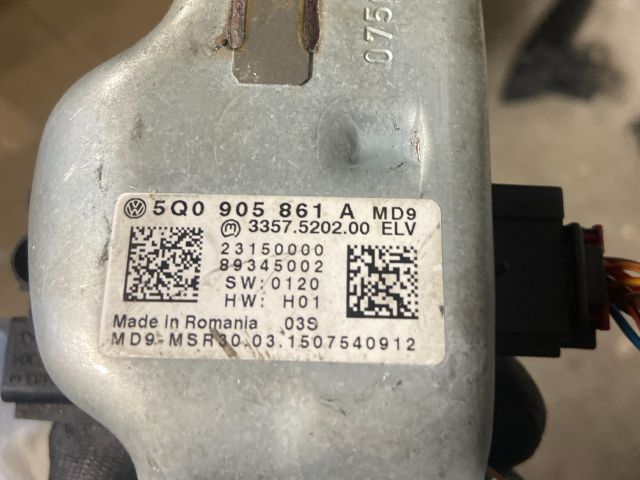 075
5Q0 905 861 A MD9
3357.5202.00 ELV
23150000
89345002
SW: 0120
HW: H01
Made in Romania 03S
MD9-MSR30.03.1507540912